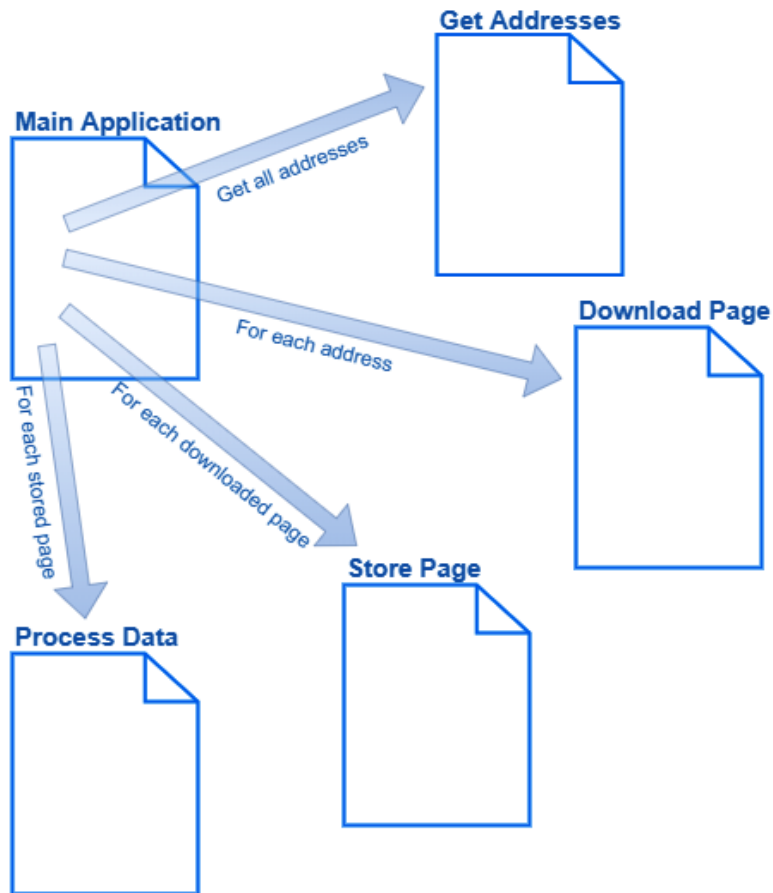 Get Addresses
Main Application
Get all addresses
Download Page
For each address
For each downloaded page
For each stored page
Store Page
Process Data